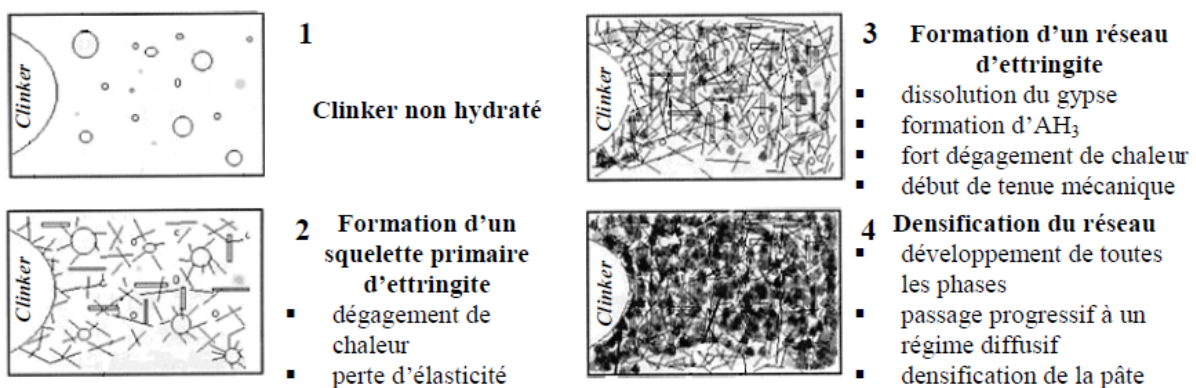 Clinker
1
Clinker non hydraté
Clinker
2
Formation d'un
squelette primaire
d'ettringite
▪ dégagement de
chaleur
▪ perte d'élasticité
Clinker
3
Formation d'un réseau
d'ettringite
▪ dissolution du gypse
▪ formation d'AH₃
▪ fort dégagement de chaleur
▪ début de tenue mécanique
Clinker
4
Densification du réseau
▪ développement de toutes
les phases
▪ passage progressif à un
régime diffusif
▪ densification de la pâte